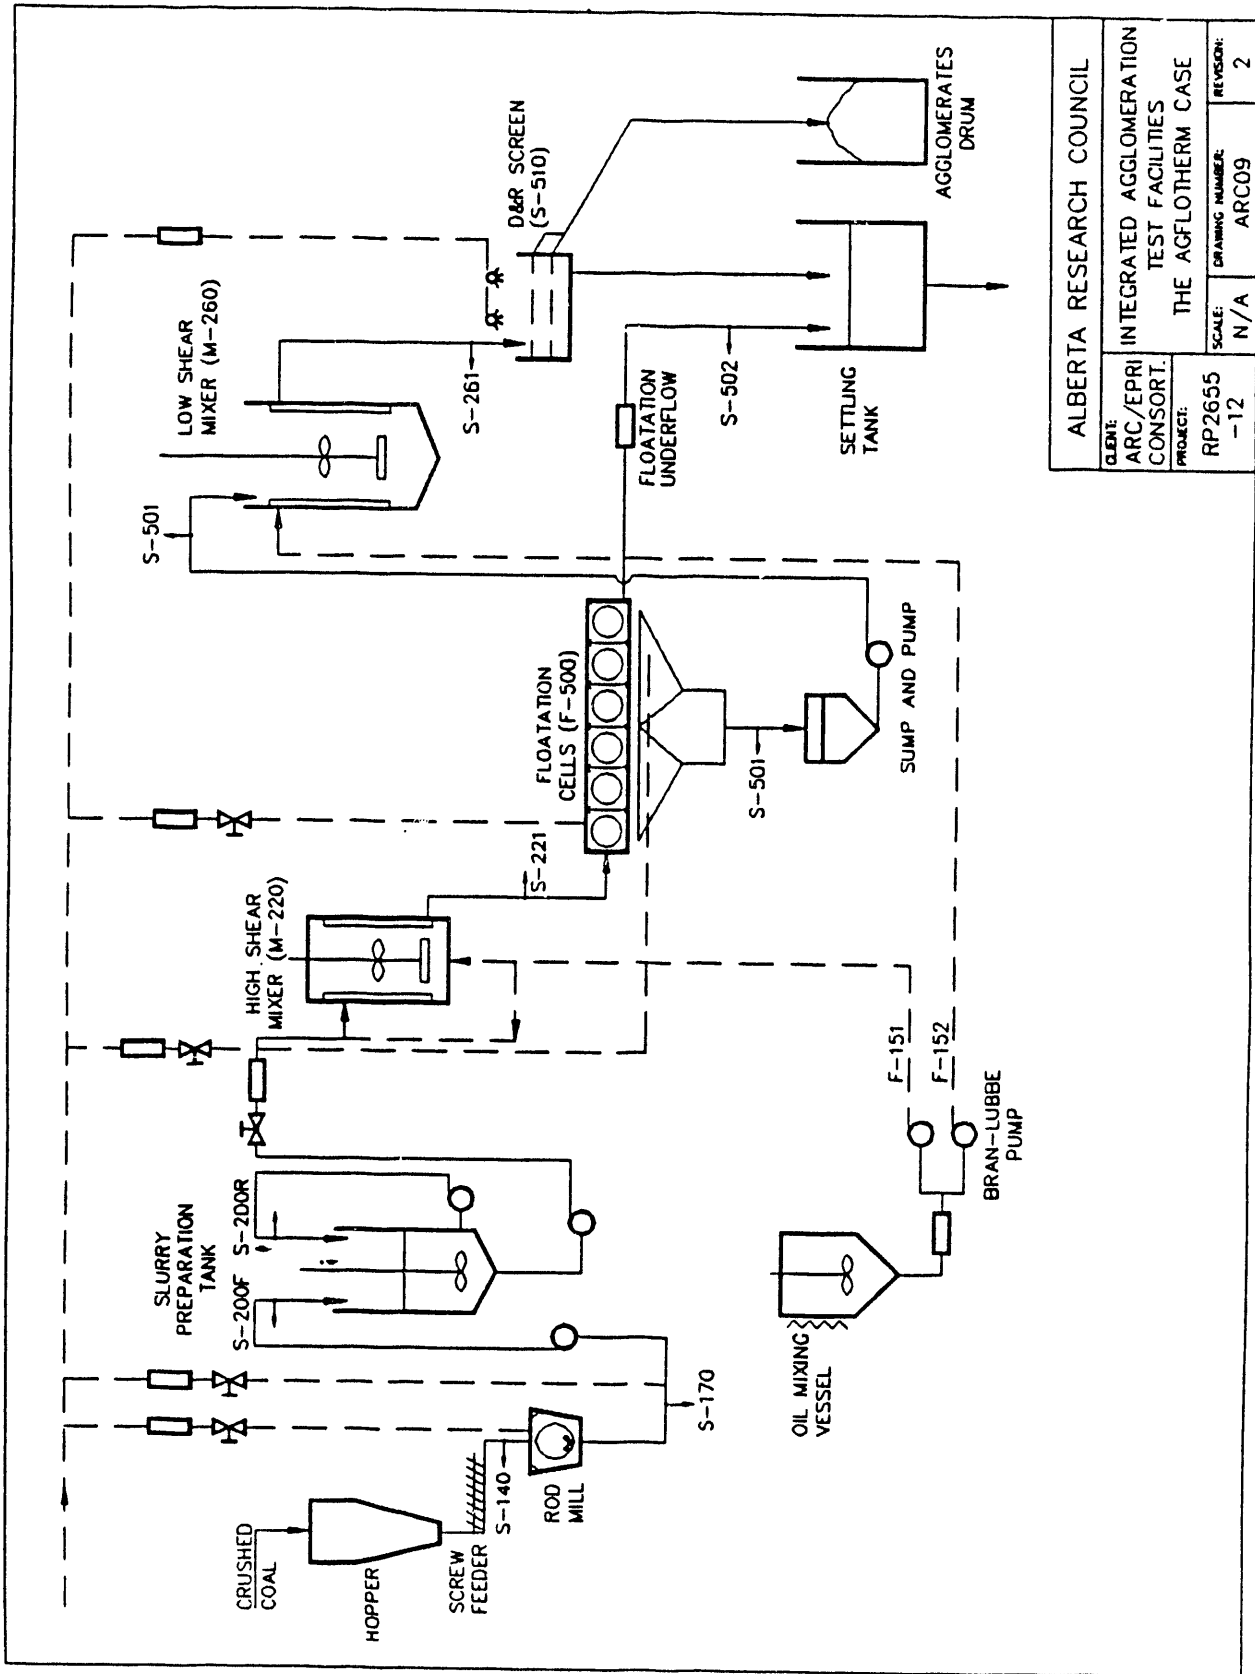 CRUSHED
COAL
HOPPER
SCREW
FEEDER
S-140
ROD
MILL
S-170
SLURRY
PREPARATION
TANK
S-200F
S-200R
OIL MIXING
VESSEL
BRAN-LUBBE
PUMP
F-151
F-152
HIGH SHEAR
MIXER (M-220)
S-221
FLOATATION
CELLS (F-500)
S-501
SUMP AND PUMP
S-501
LOW SHEAR
MIXER (M-260)
S-261
FLOATATION
UNDERFLOW
S-502
D&R SCREEN
(S-510)
SETTLING
TANK
AGGLOMERATES
DRUM
ALBERTA RESEARCH COUNCIL
CLIENT:
ARC/EPRI
CONSORT.
INTEGRATED AGGLOMERATION
TEST FACILITIES
THE AGFLOTHERM CASE
PROJECT:
RP2655
-12
SCALE:
N/A
DRAWING NUMBER:
ARC09
REVISION:
2